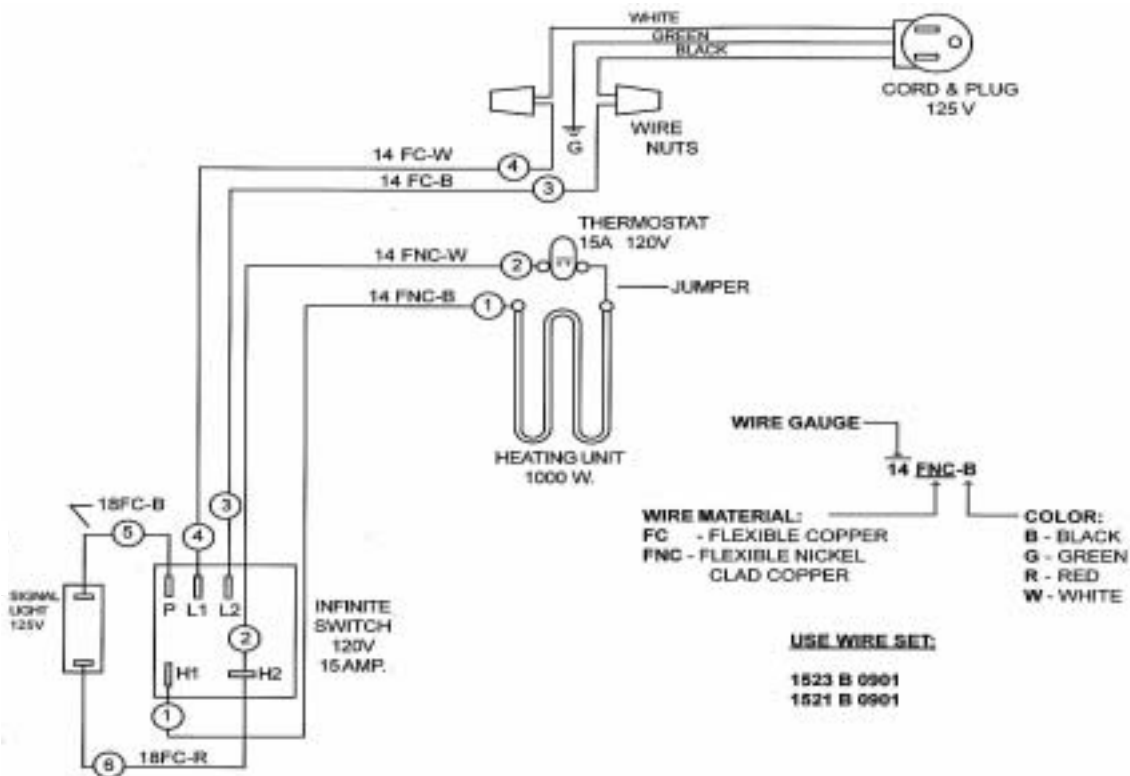 WHITE
GREEN
BLACK
CORD & PLUG
125 V
WIRE
NUTS
G
14 FC-W
4
14 FC-B
3
THERMOSTAT
15A 120V
14 FNC-W
2
JUMPER
14 FNC-B
1
HEATING UNIT
1000 W.
WIRE GAUGE
14 FNC-B
WIRE MATERIAL:
FC - FLEXIBLE COPPER
FNC - FLEXIBLE NICKEL
CLAD COPPER
COLOR:
B - BLACK
G - GREEN
R - RED
W - WHITE
18FC-B
5
4
3
SIGNAL
LIGHT
125V
P L1 L2
2
H1 H2
INFINITE
SWITCH
120V
15 AMP.
1
6
18FC-R
USE WIRE SET:
1523 B 0901
1521 B 0901